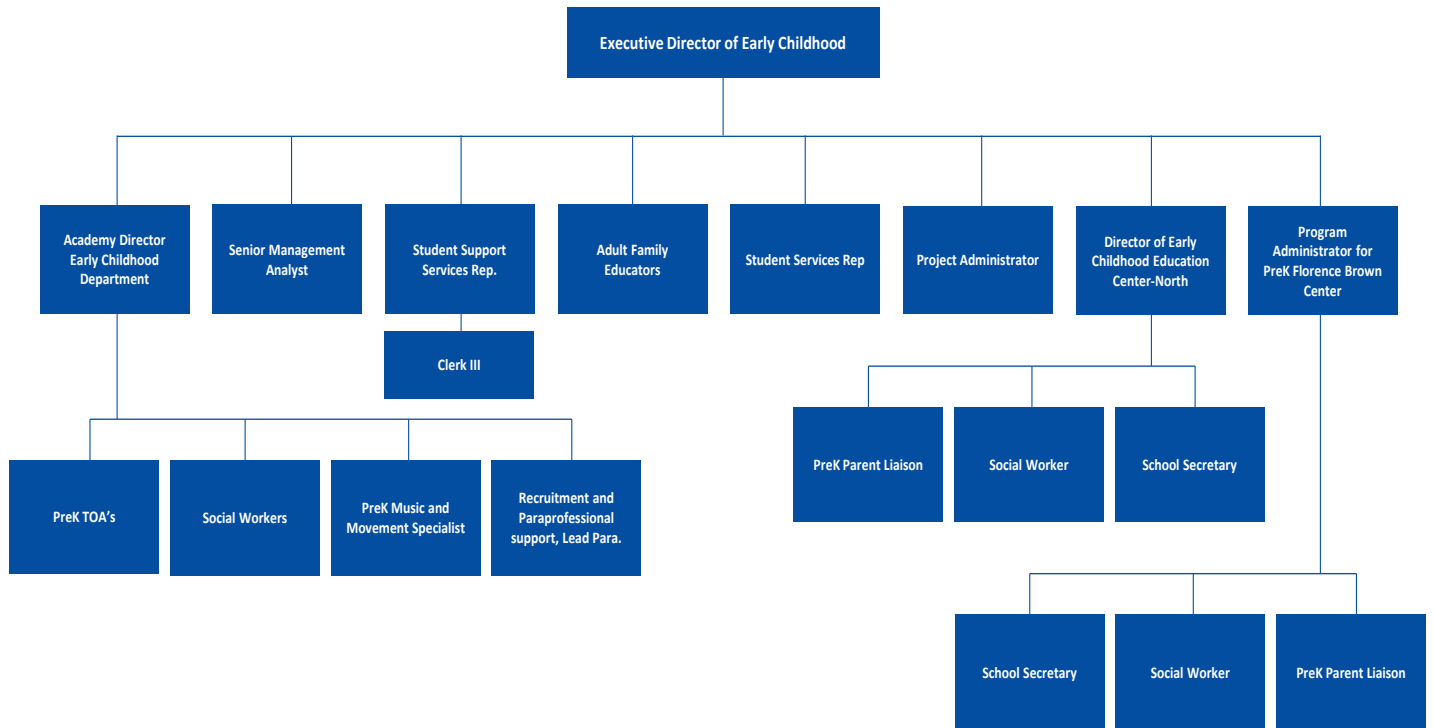 Executive Director of Early Childhood
Academy Director
Early Childhood
Department
Senior Management
Analyst
Student Support
Services Rep.
Adult Family
Educators
Student Services Rep
Project Administrator
Director of Early
Childhood Education
Center-North
Program
Administrator for
PreK Florence Brown
Center
Clerk III
PreK TOA’s
Social Workers
PreK Music and
Movement Specialist
Recruitment and
Paraprofessional
support, Lead Para.
PreK Parent Liaison
Social Worker
School Secretary
School Secretary
Social Worker
PreK Parent Liaison